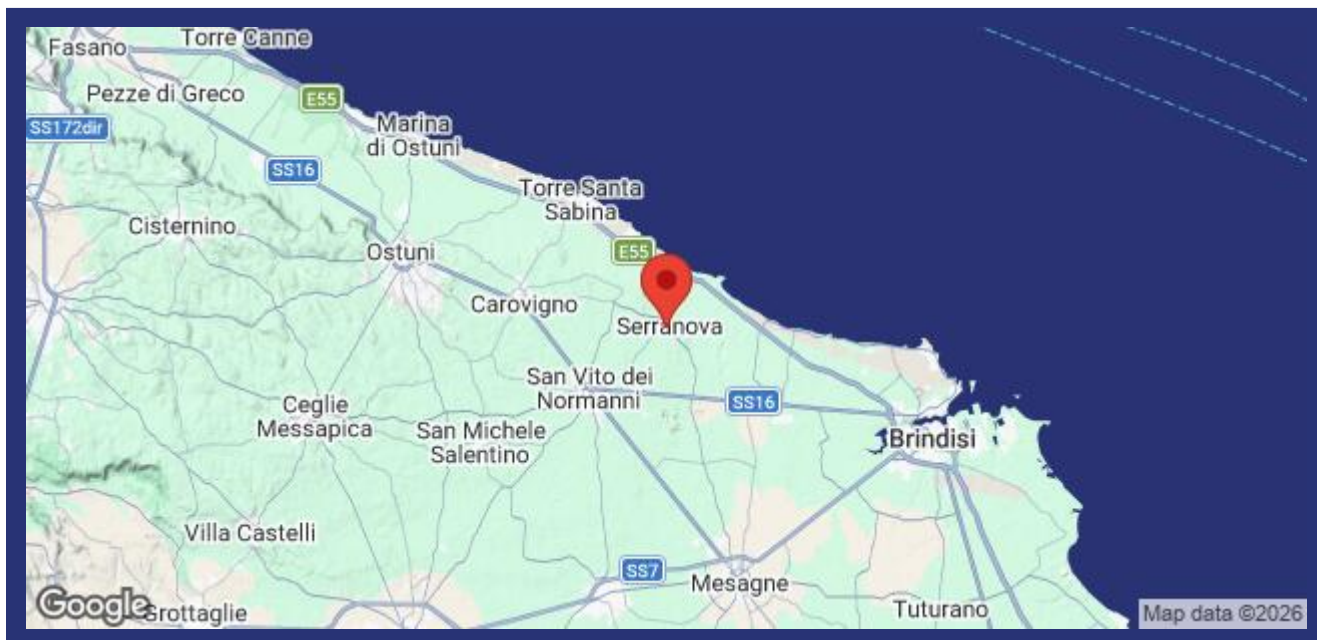 Torre Canne
Fasano
Pezze di Greco
E55
SS172dir
Marina
di Ostuni
SS16
Torre Santa
Sabina
Cisternino
Ostuni
E55
Carovigno
Serranova
San Vito dei
Normanni
SS16
Ceglie
Messapica
San Michele
Salentino
Brindisi
Villa Castelli
SS7
Mesagne
Google
Grottaglie
Tuturano
Map data ©2026